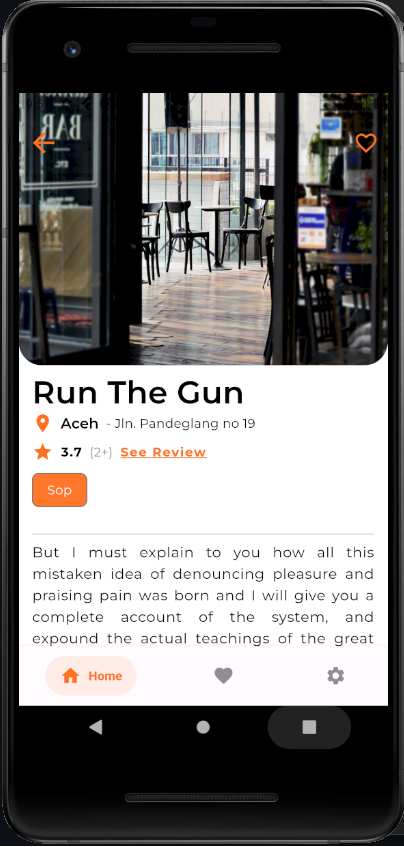 BAR
Run The Gun
Aceh - Jln. Pandeglang no 19
3.7 (2+) See Review
Sop
But I must explain to you how all this
mistaken idea of denouncing pleasure and
praising pain was born and I will give you a
complete account of the system, and
expound the actual teachings of the great
Home